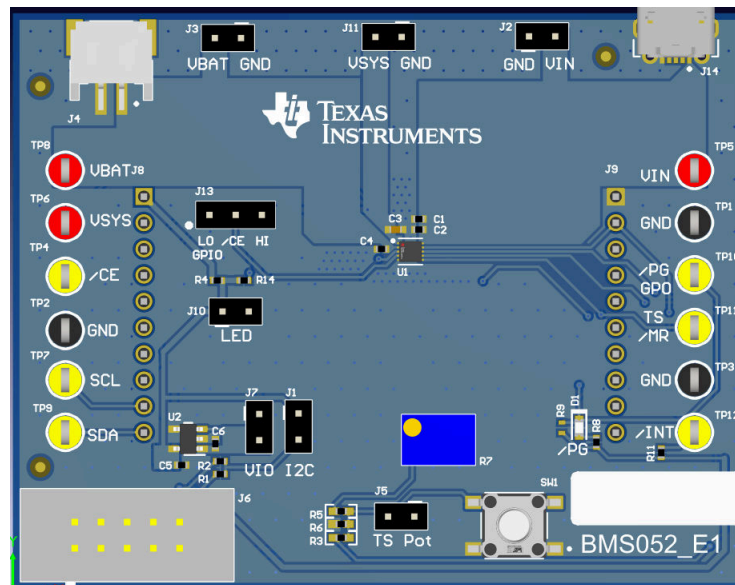 J3
J11
J2
VBAT GND
VSYS GND
GND VIN
J14
J4
TEXAS
INSTRUMENTS
TP8
VBAT
J8
J9
VIN
TP5
TP6
VSYS
J13
LO /CE HI
GPIO
C3
C1
C2
C4
U1
GND
TP1
TP4
/CE
R4
R14
/PG
GPO
TP10
TP2
GND
J10
LED
TS
/MR
TP11
TP7
SCL
GND
TP3
TP9
SDA
U2
C6
C5
R2
R1
J7
J1
VIO
I2C
R7
R9
D1
R8
/PG
/INT
R11
J6
R5
R6
R3
J5
TS Pot
SW1
BMS052_E1
Y